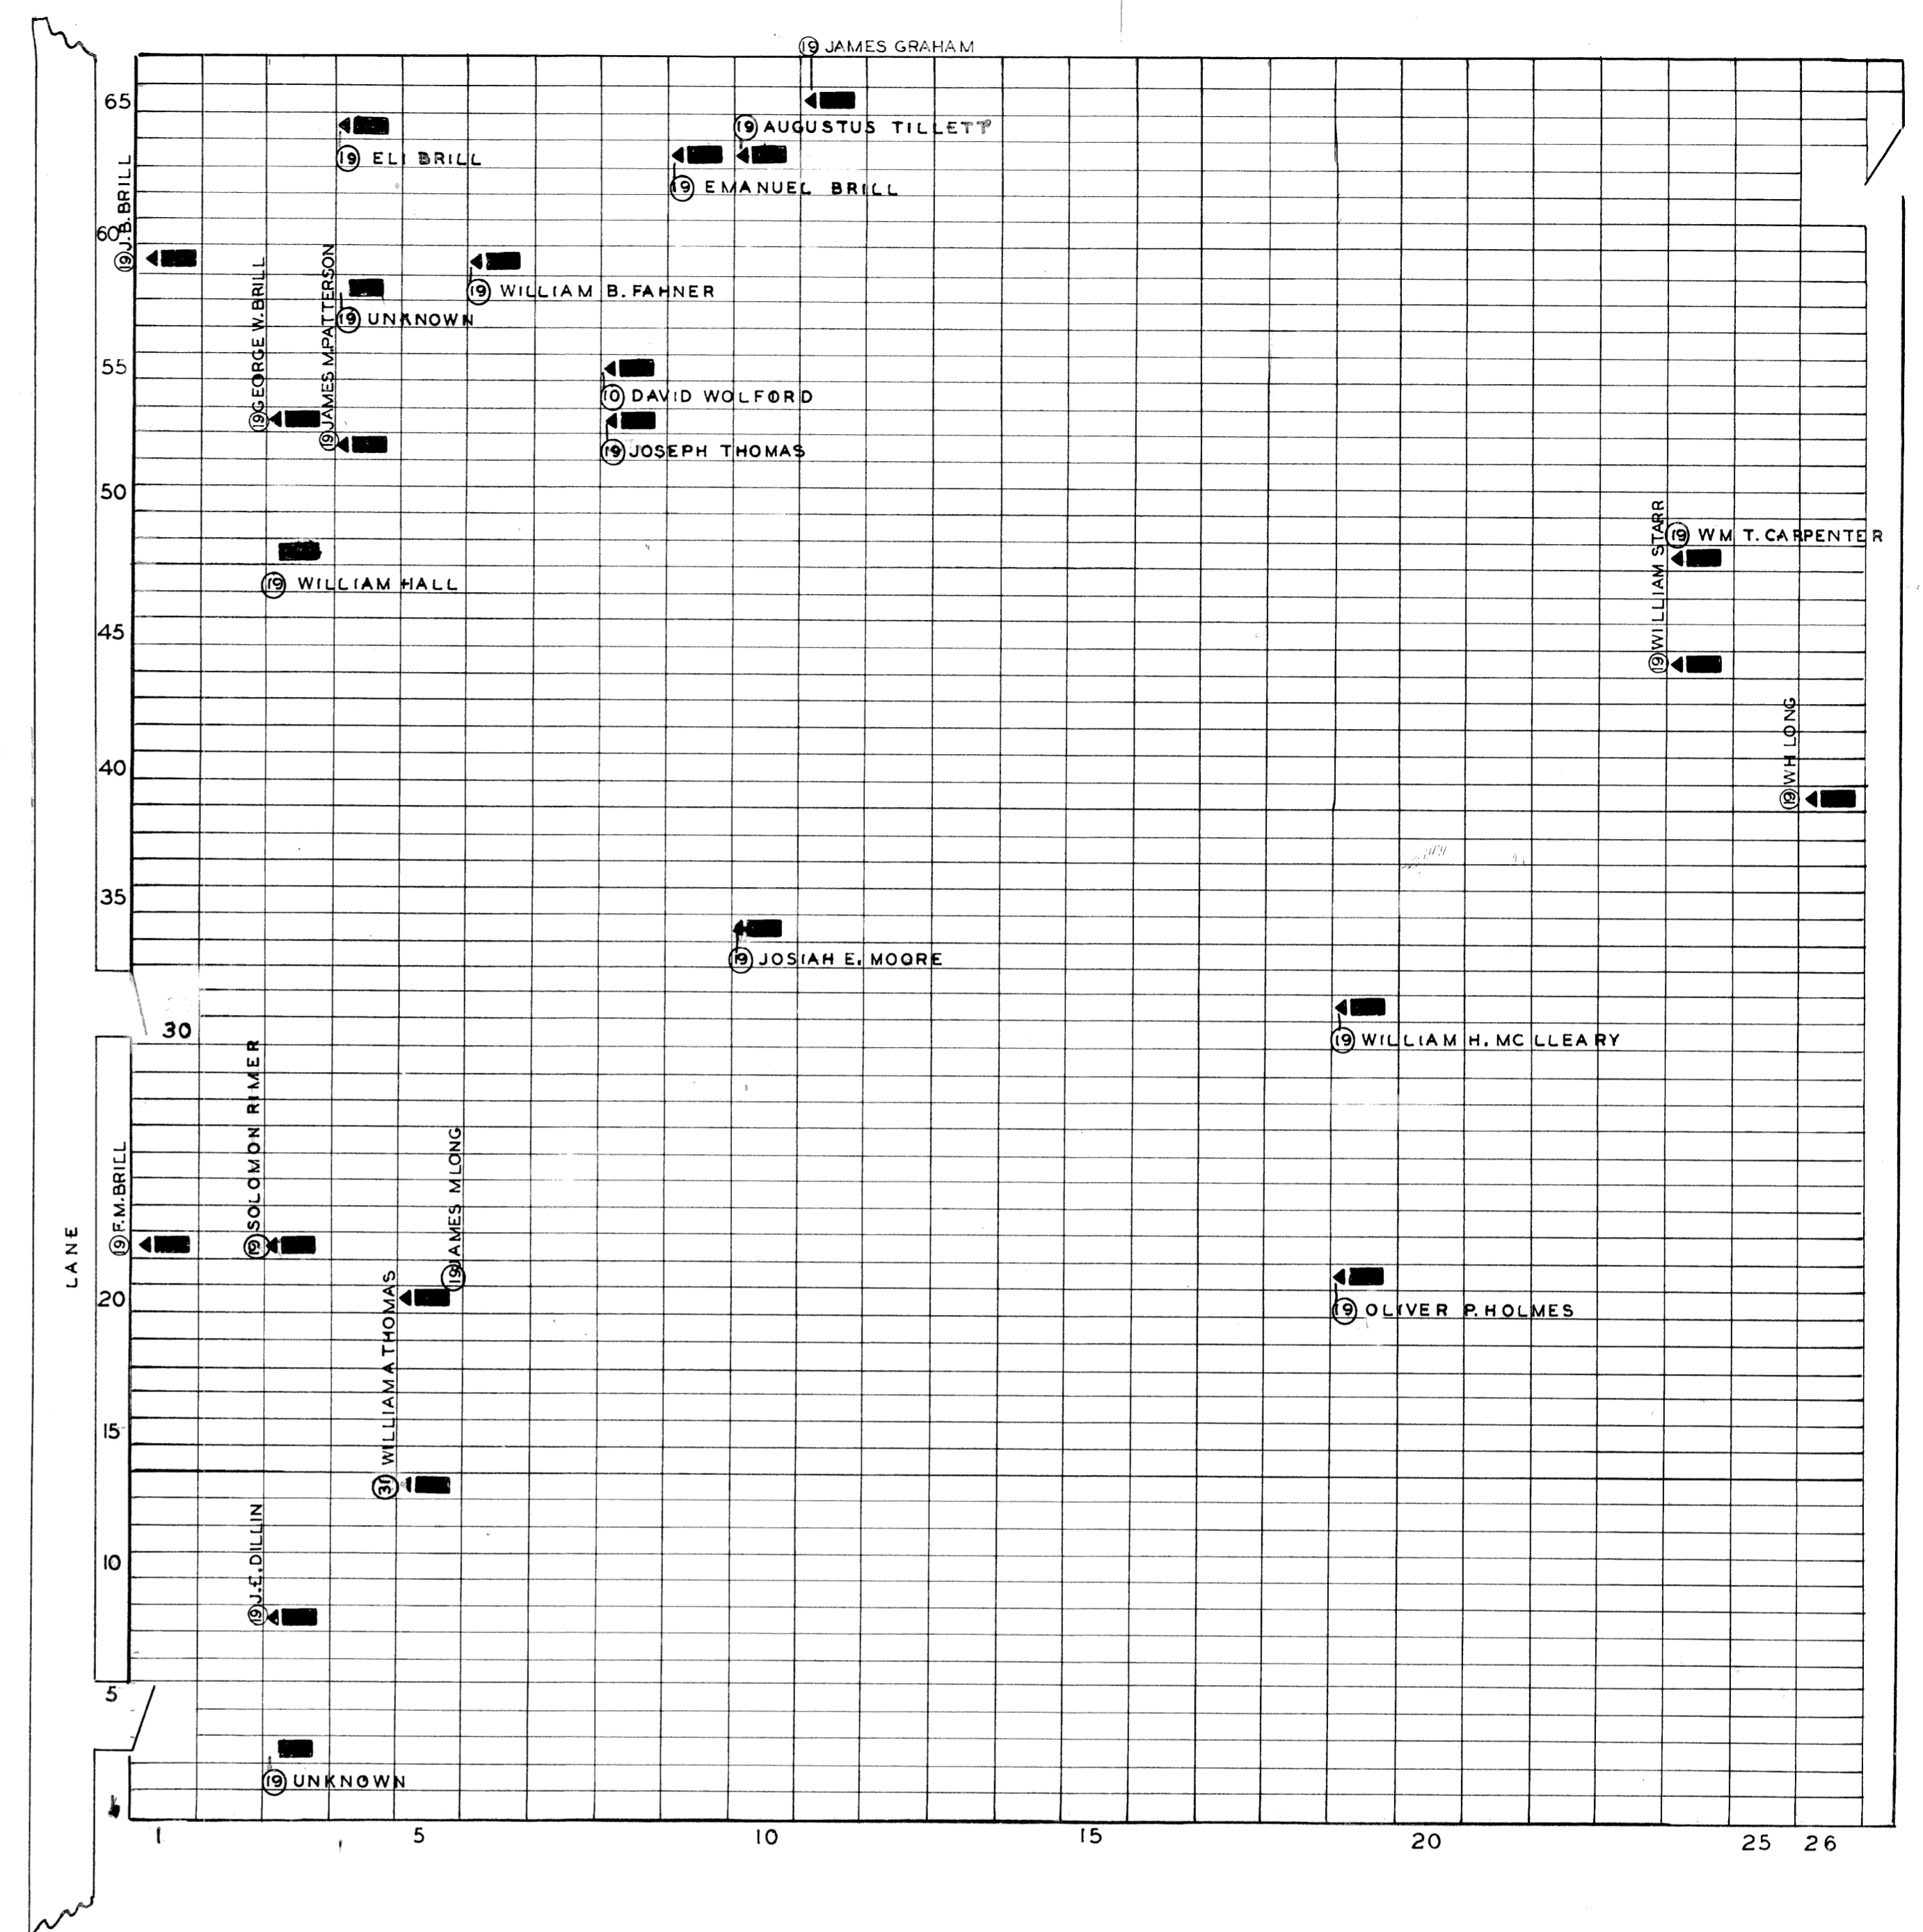 19 JAMES GRAHAM
65
19 AUGUSTUS TILLETT
19 ELI BRILL
19 EMANUEL BRILL
19 J.B.BRILL
60
19 GEORGE W. BRILL
19 JAMES M. PATTERSON
19 WILLIAM B. FAHNER
19 UNKNOWN
55
10 DAVID WOLFORD
19 JOSEPH THOMAS
50
19 WM T. CARPENTER
19 WILLIAM STARR
19 WILLIAM HALL
45
19 WH LONG
40
35
19 JOSIAH E. MOORE
30
19 WILLIAM H. MC LLEARY
19 SOLOMON RIMER
19 F.M.BRILL
19 JAMES M LONG
LANE
20
31 WILLIAM A THOMAS
19 OLIVER P. HOLMES
15
19 J.E. DILLIN
10
5
19 UNKNOWN
1 5 10 15 20 25 26